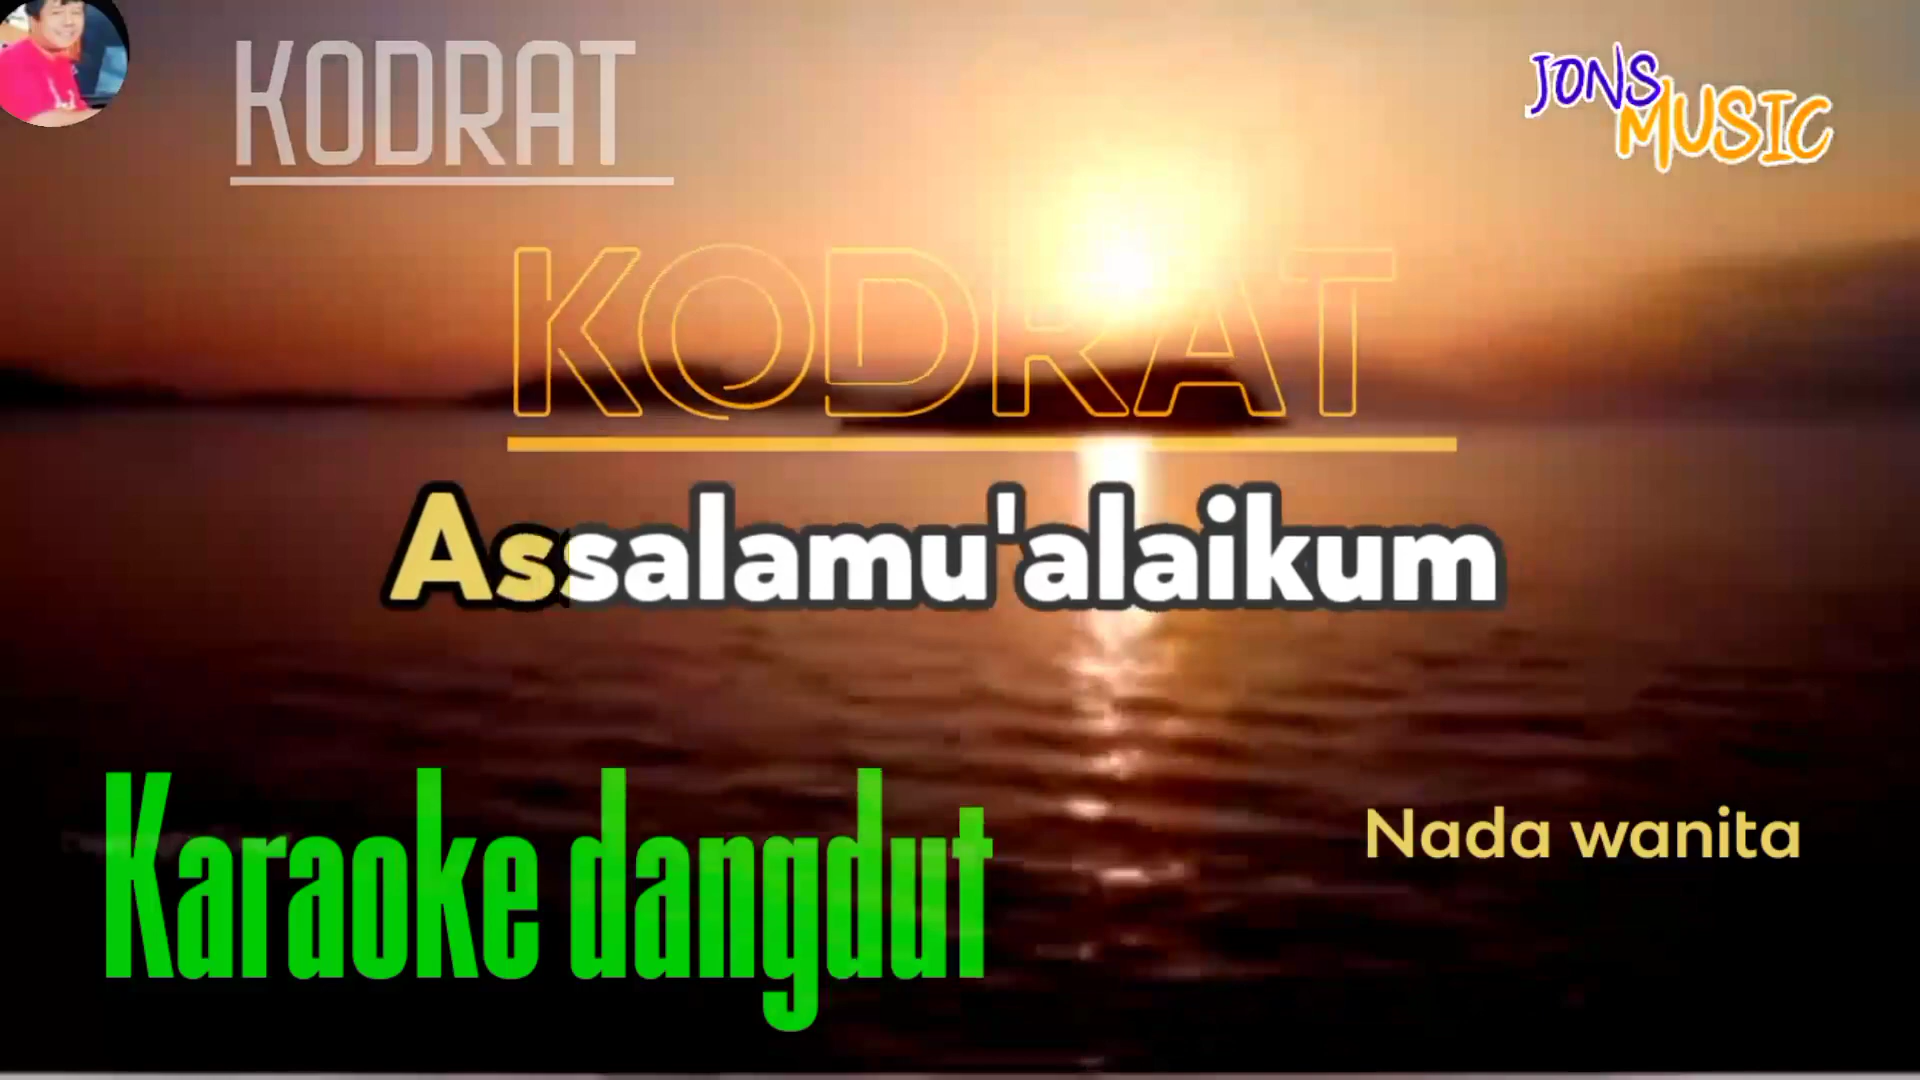 KODRAT
JONS
MUSIC
KODRAT
Assalamu'alaikum
Karaoke dangdut
Nada wanita